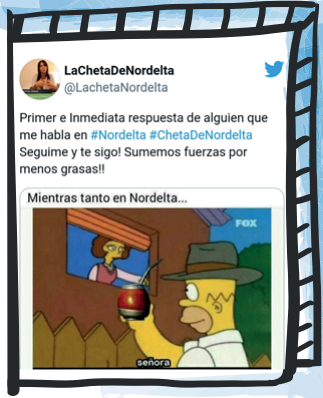 LaChetaDeNordelta
@LachetaNordelta
Primer e Inmediata respuesta de alguien que
me habla en #Nordelta #ChetaDeNordelta
Seguime y te sigo! Sumemos fuerzas por
menos grasas!!
Mientras tanto en Nordelta...
FOX
señora